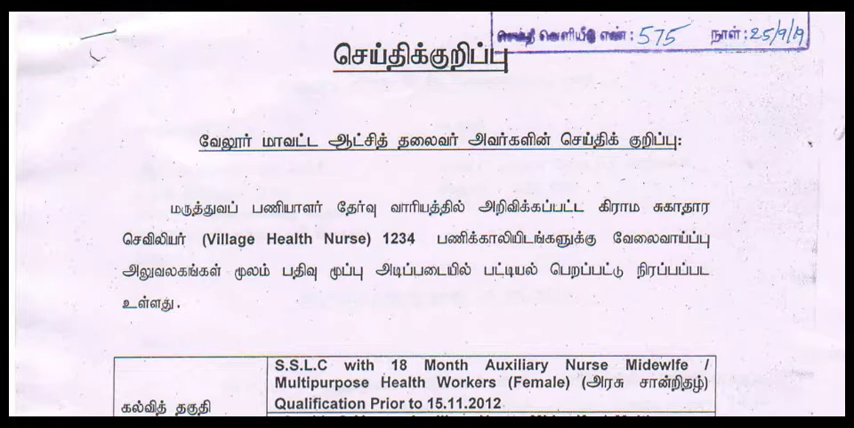 செய்தி வெளியீடு எண்: 575 நாள்: 25/9/19
செய்திக்குறிப்பு
வேலூர் மாவட்ட ஆட்சித் தலைவர் அவர்களின் செய்திக் குறிப்பு:
மருத்துவப் பணியாளர் தேர்வு வாரியத்தில் அறிவிக்கப்பட்ட கிராம சுகாதார
செவிலியர் (Village Health Nurse) 1234 பணிக்காலியிடங்களுக்கு வேலைவாய்ப்பு
அலுவலகங்கள் மூலம் பதிவு முப்பு அடிப்படையில் பட்டியல் பெறப்பட்டு நிரப்பப்பட
உள்ளது.
S.S.L.C with 18 Month Auxiliary Nurse Midewlfe /
Multipurpose Health Workers (Female) (அரசு சான்றிதழ்)
கல்வித் தகுதி Qualification Prior to 15.11.2012